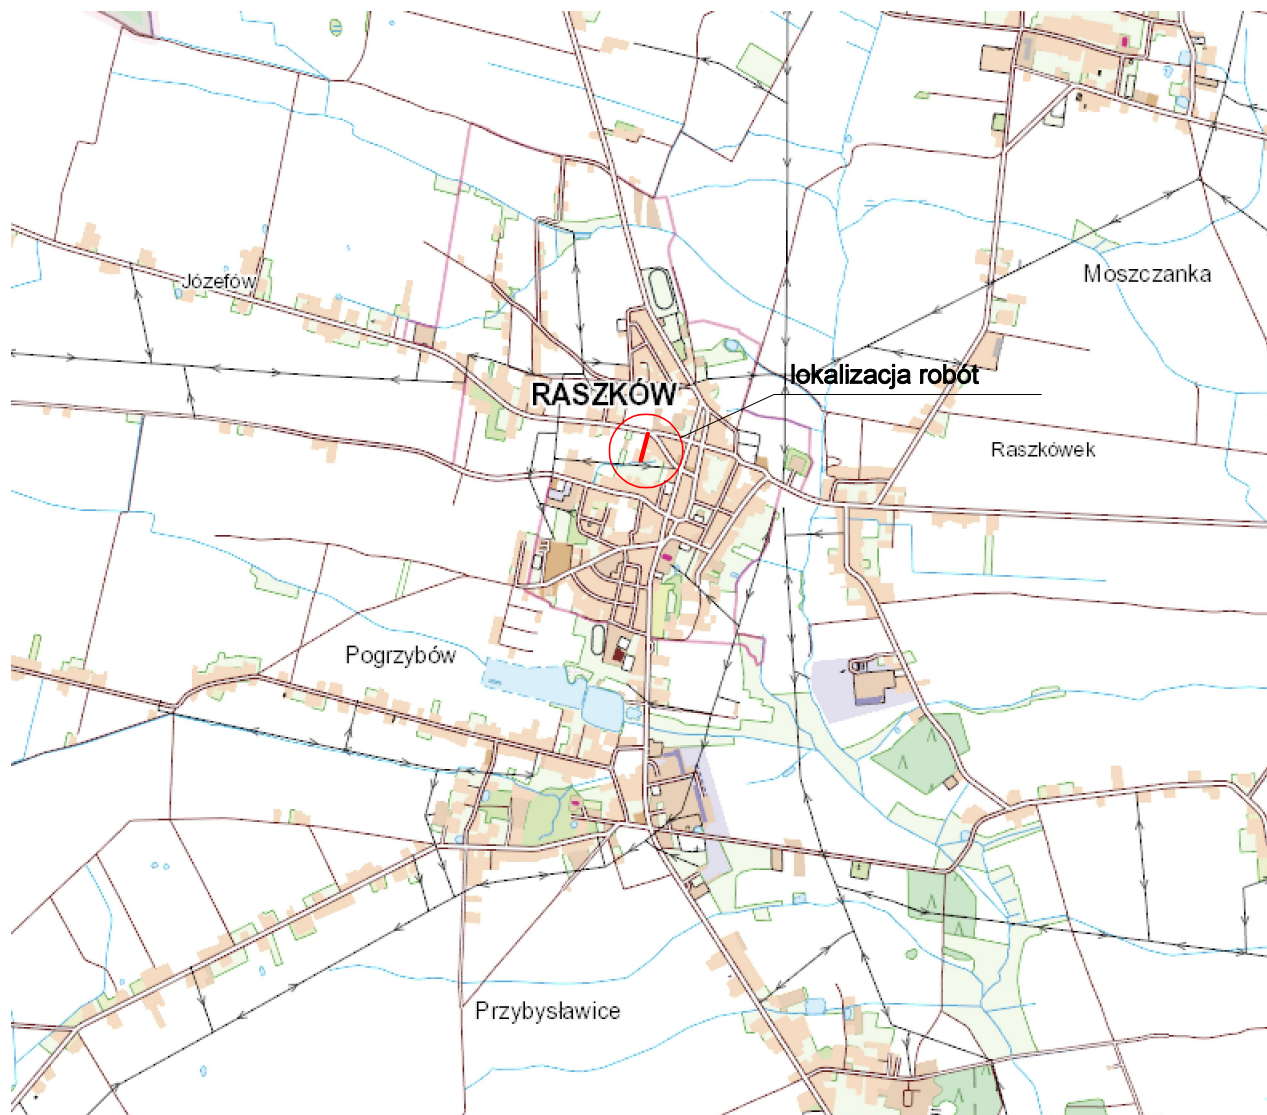 Józefów
Moszczanka
lokalizacja robót
RASZKÓW
Raszkówek
Pogrzybów
Przybysławice